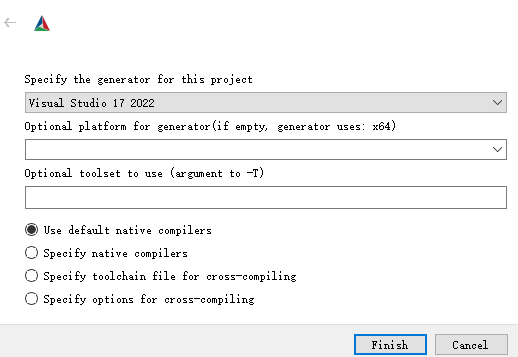 Specify the generator for this project
Visual Studio 17 2022
Optional platform for generator(if empty, generator uses: x64)
Optional toolset to use (argument to -T)
Use default native compilers
Specify native compilers
Specify toolchain file for cross-compiling
Specify options for cross-compiling
Finish
Cancel